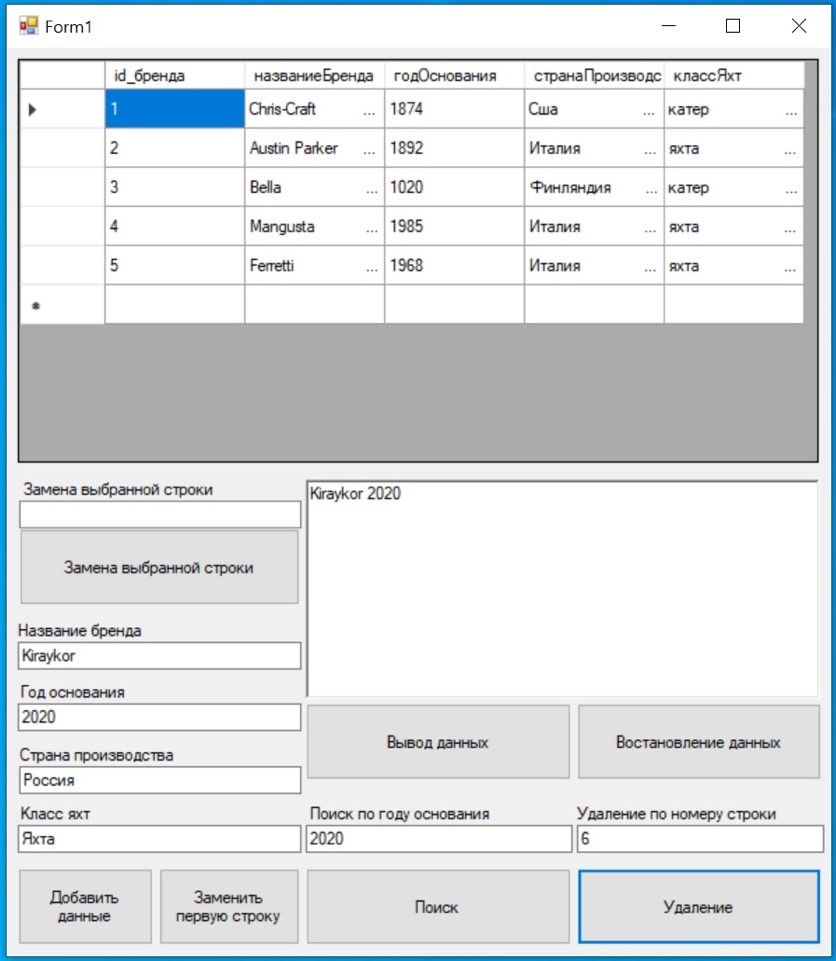 Form1
id_бренда названиеБренда годОснования странаПроизводс классЯхт
1 Chris-Craft ... 1874 Сша ... катер ...
2 Austin Parker ... 1892 Италия ... яхта ...
3 Bella ... 1020 Финляндия ... катер ...
4 Mangusta ... 1985 Италия ... яхта ...
5 Ferretti ... 1968 Италия ... яхта ...
Замена выбранной строки
Kiraykor 2020
Замена выбранной строки
Название бренда
Kiraykor
Год основания
2020
Вывод данных
Востановление данных
Страна производства
Россия
Класс яхт
Поиск по году основания
Удаление по номеру строки
Яхта
2020
6
Добавить
данные
Заменить
первую строку
Поиск
Удаление